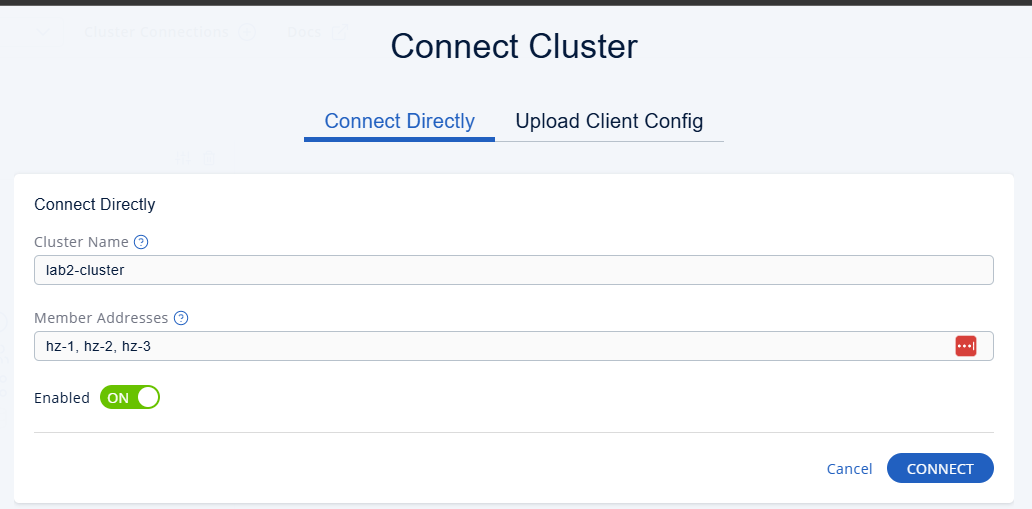 Cluster Connections
Docs
Connect Cluster
Connect Directly
Upload Client Config
Connect Directly
Cluster Name ?
lab2-cluster
Member Addresses ?
hz-1, hz-2, hz-3
Enabled ON
Cancel CONNECT